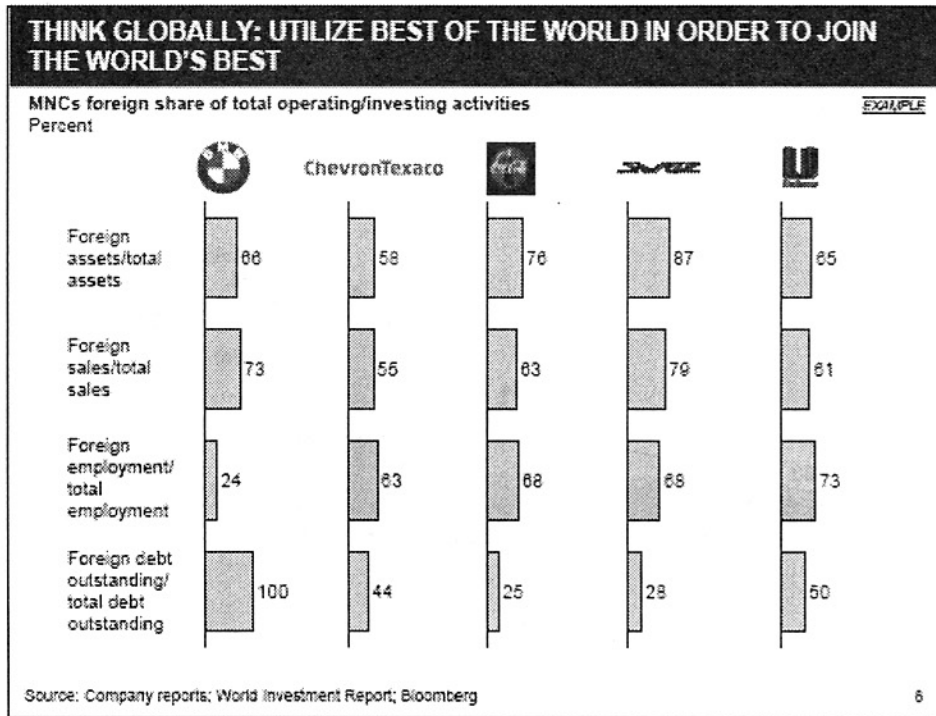 THINK GLOBALLY: UTILIZE BEST OF THE WORLD IN ORDER TO JOIN
THE WORLD'S BEST
MNCs foreign share of total operating/investing activities
EXAMPLE
Percent
BMW
ChevronTexaco
Foreign
assets/total
assets
66
58
76
87
65
Foreign
sales/total
sales
73
55
63
79
61
Foreign
employment/
total
employment
24
63
68
68
73
Foreign debt
outstanding/
total debt
outstanding
100
44
25
28
50
Source: Company reports; World Investment Report; Bloomberg
6